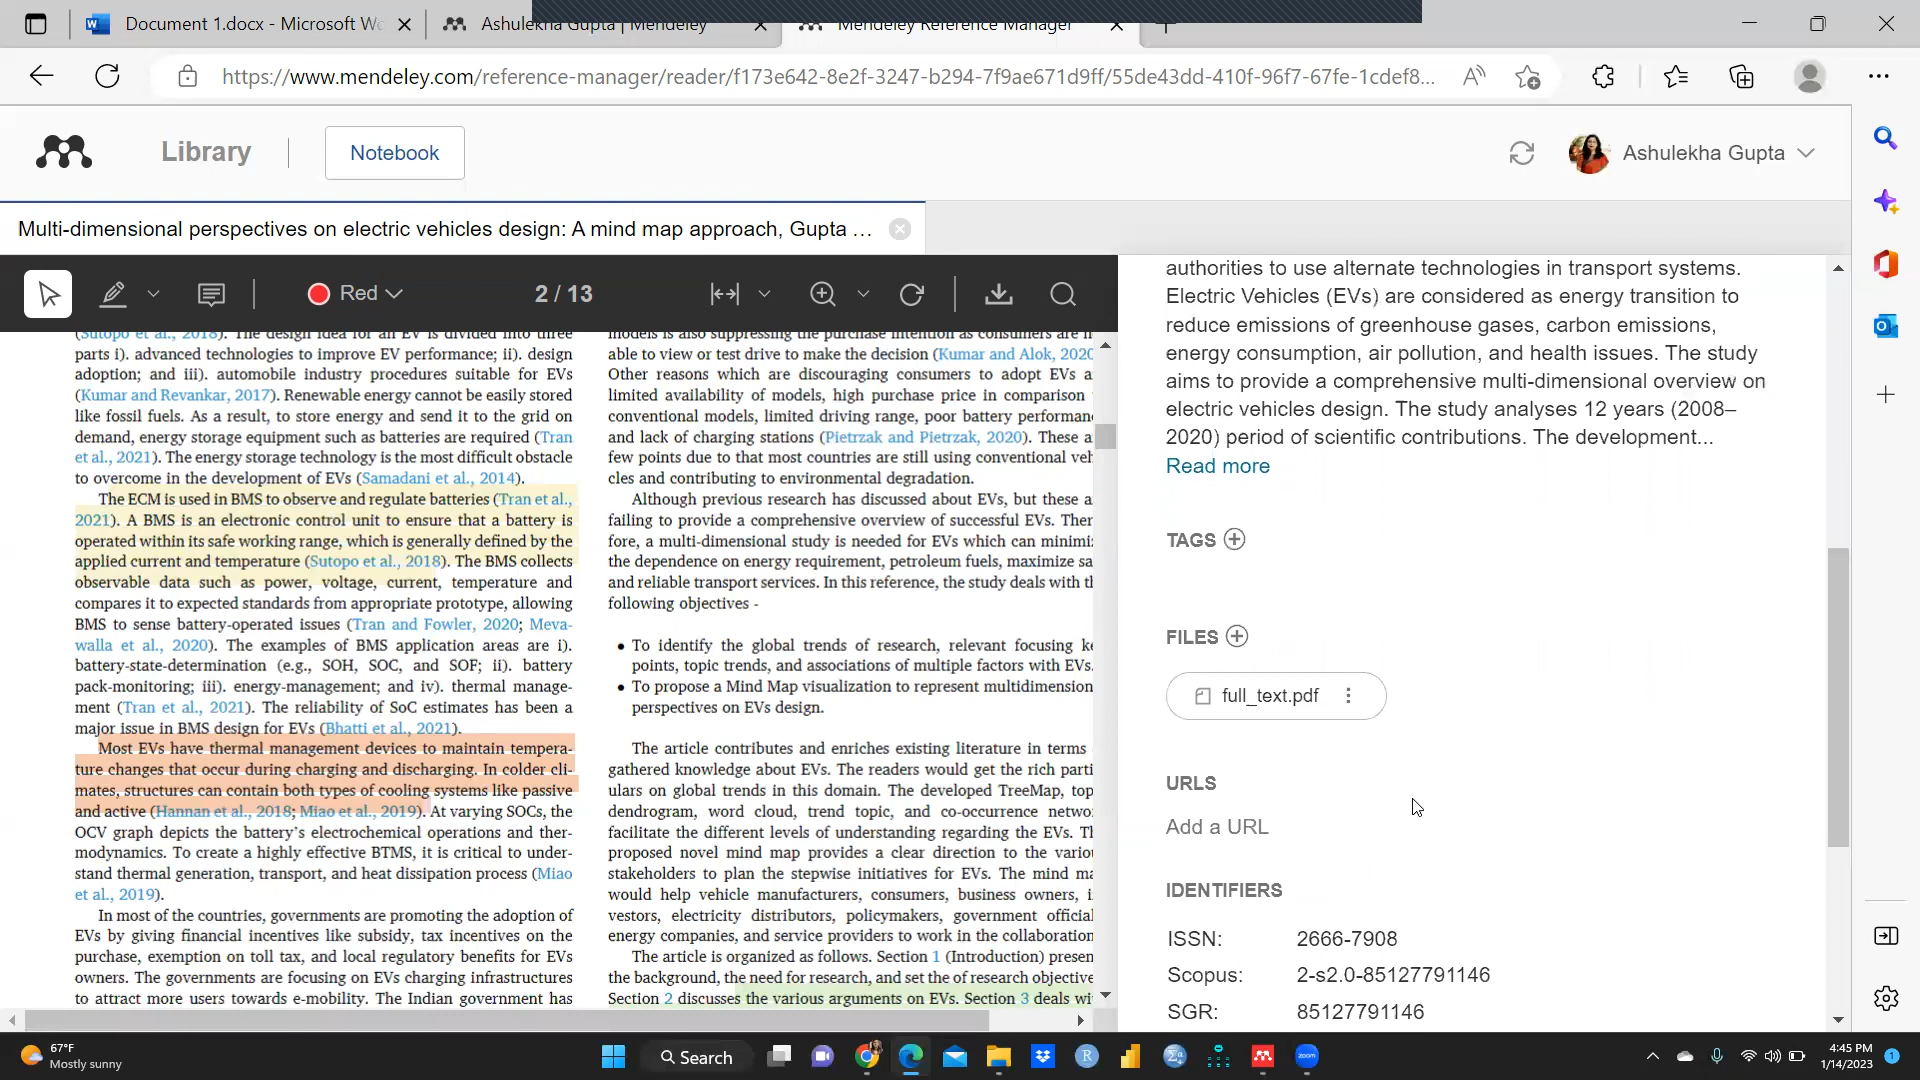 Document 1.docx - Microsoft Wo
Ashulekha Gupta | Mendeley
Mendeley Reference Manager
https://www.mendeley.com/reference-manager/reader/f173e642-8e2f-3247-b294-7f9ae671d9ff/55de43dd-410f-96f7-67fe-1cdef8...
Library
Notebook
Ashulekha Gupta
Multi-dimensional perspectives on electric vehicles design: A mind map approach, Gupta ...
Red
2 / 13
(Sutopo et al., 2018). The design idea for an EV is divided into three
parts i). advanced technologies to improve EV performance; ii). design
adoption; and iii). automobile industry procedures suitable for EVs
(Kumar and Revankar, 2017). Renewable energy cannot be easily stored
like fossil fuels. As a result, to store energy and send it to the grid on
demand, energy storage equipment such as batteries are required (Tran
et al., 2021). The energy storage technology is the most difficult obstacle
to overcome in the development of EVs (Samadani et al., 2014).
The ECM is used in BMS to observe and regulate batteries (Tran et al.,
2021). A BMS is an electronic control unit to ensure that a battery is
operated within its safe working range, which is generally defined by the
applied current and temperature (Sutopo et al., 2018). The BMS collects
observable data such as power, voltage, current, temperature and
compares it to expected standards from appropriate prototype, allowing
BMS to sense battery-operated issues (Tran and Fowler, 2020; Meva-
walla et al., 2020). The examples of BMS application areas are i).
battery-state-determination (e.g., SOH, SOC, and SOF; ii). battery
pack-monitoring; iii). energy-management; and iv). thermal manage-
ment (Tran et al., 2021). The reliability of SoC estimates has been a
major issue in BMS design for EVs (Bhatti et al., 2021).
Most EVs have thermal management devices to maintain tempera-
ture changes that occur during charging and discharging. In colder cli-
mates, structures can contain both types of cooling systems like passive
and active (Hannan et al., 2018; Miao et al., 2019). At varying SOCs, the
OCV graph depicts the battery's electrochemical operations and ther-
modynamics. To create a highly effective BTMS, it is critical to under-
stand thermal generation, transport, and heat dissipation process (Miao
et al., 2019).
In most of the countries, governments are promoting the adoption of
EVs by giving financial incentives like subsidy, tax incentives on the
purchase, exemption on toll tax, and local regulatory benefits for EVs
owners. The governments are focusing on EVs charging infrastructures
to attract more users towards e-mobility. The Indian government has
models is also suppressing the purchase intention as consumers are n
able to view or test drive to make the decision (Kumar and Alok, 2020
Other reasons which are discouraging consumers to adopt EVs a
limited availability of models, high purchase price in comparison
conventional models, limited driving range, poor battery performan
and lack of charging stations (Pietrzak and Pietrzak, 2020). These a
few points due to that most countries are still using conventional veh
cles and contributing to environmental degradation.
Although previous research has discussed about EVs, but these a
failing to provide a comprehensive overview of successful EVs. Ther
fore, a multi-dimensional study is needed for EVs which can minimiz
the dependence on energy requirement, petroleum fuels, maximize sa
and reliable transport services. In this reference, the study deals with th
following objectives -
• To identify the global trends of research, relevant focusing ke
points, topic trends, and associations of multiple factors with EVs.
• To propose a Mind Map visualization to represent multidimension
perspectives on EVs design.
The article contributes and enriches existing literature in terms
gathered knowledge about EVs. The readers would get the rich parti
ulars on global trends in this domain. The developed TreeMap, top
dendrogram, word cloud, trend topic, and co-occurrence netwo
facilitate the different levels of understanding regarding the EVs. Th
proposed novel mind map provides a clear direction to the variou
stakeholders to plan the stepwise initiatives for EVs. The mind ma
would help vehicle manufacturers, consumers, business owners, i
vestors, electricity distributors, policymakers, government official
energy companies, and service providers to work in the collaboration
The article is organized as follows. Section 1 (Introduction) presen
the background, the need for research, and set the of research objective
Section 2 discusses the various arguments on EVs. Section 3 deals wi
authorities to use alternate technologies in transport systems.
Electric Vehicles (EVs) are considered as energy transition to
reduce emissions of greenhouse gases, carbon emissions,
energy consumption, air pollution, and health issues. The study
aims to provide a comprehensive multi-dimensional overview on
electric vehicles design. The study analyses 12 years (2008–
2020) period of scientific contributions. The development...
Read more
TAGS
FILES
full_text.pdf
URLS
Add a URL
IDENTIFIERS
ISSN: 2666-7908
Scopus: 2-s2.0-85127791146
SGR: 85127791146
67°F
Mostly sunny
Search
zoom
4:45 PM
1/14/2023
1